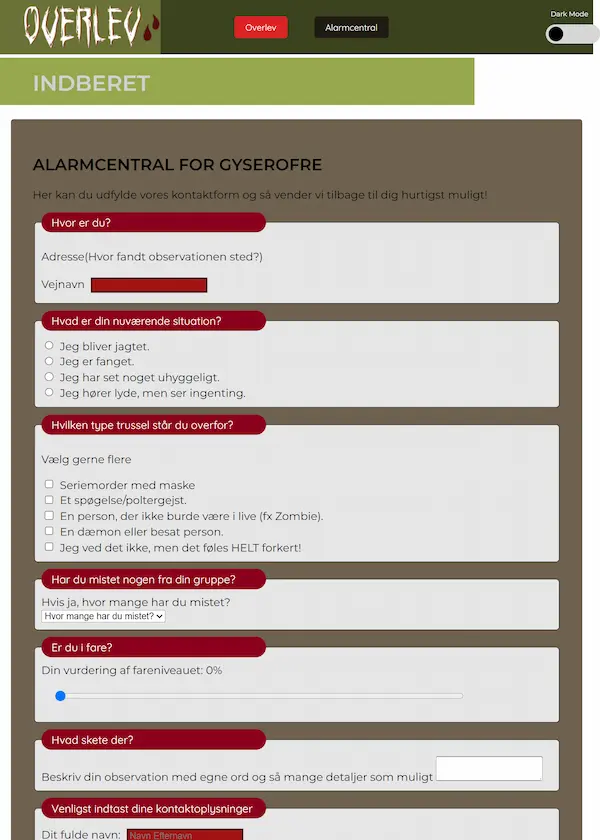 OVERLEV
Overlev
Alarmcentral
Dark Mode
INDBERET
ALARMCENTRAL FOR GYSEROFRE
Her kan du udfylde vores kontaktform og så vender vi tilbage til dig hurtigst muligt!
Hvor er du?
Adresse(Hvor fandt observationen sted?)
Vejnavn
Hvad er din nuværende situation?
Jeg bliver jagtet.
Jeg er fanget.
Jeg har set noget uhyggeligt.
Jeg hører lyde, men ser ingenting.
Hvilken type trussel står du overfor?
Vælg gerne flere
Seriemorder med maske
Et spøgelse/poltergejst.
En person, der ikke burde være i live (fx Zombie).
En dæmon eller besat person.
Jeg ved det ikke, men det føles HELT forkert!
Har du mistet nogen fra din gruppe?
Hvis ja, hvor mange har du mistet?
Hvor mange har du mistet?
Er du i fare?
Din vurdering af fareniveauet: 0%
Hvad skete der?
Beskriv din observation med egne ord og så mange detaljer som muligt
Venligst indtast dine kontaktoplysninger
Dit fulde navn: Navn Efternavn